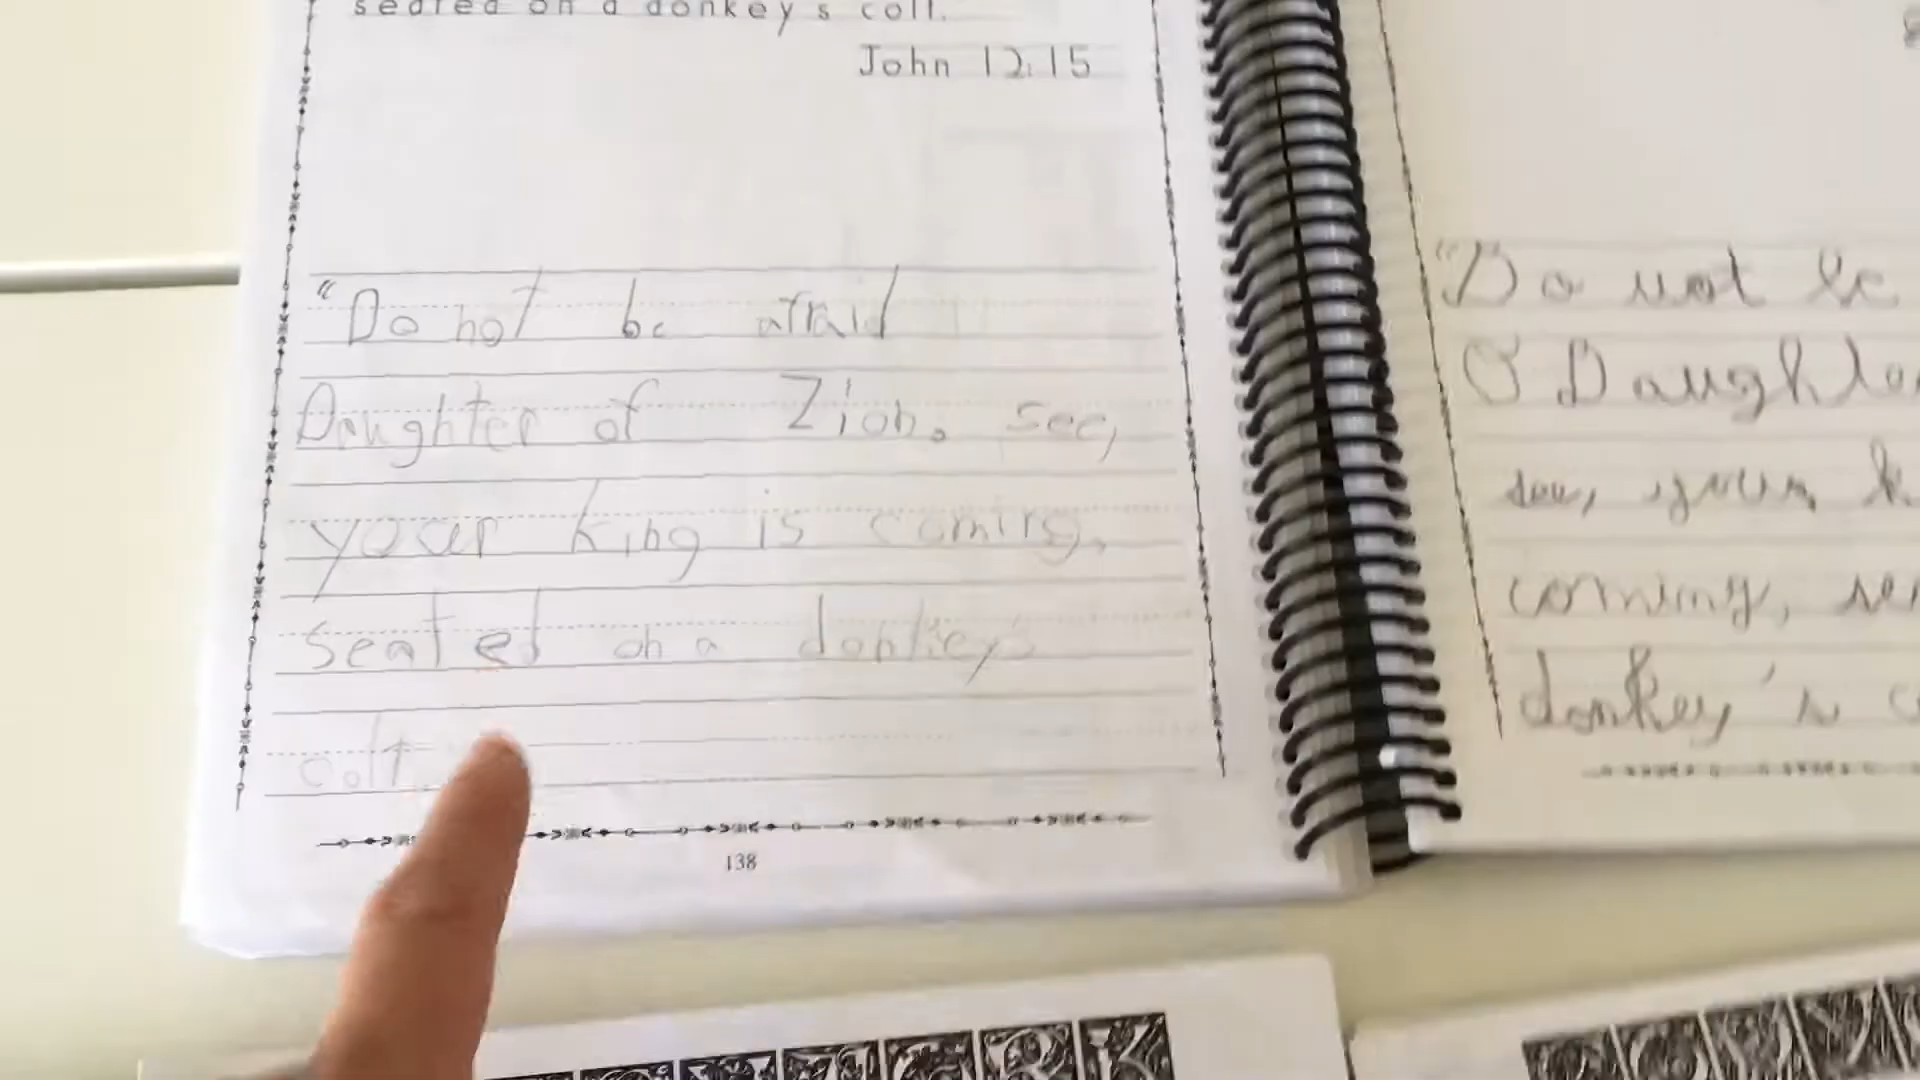 seated on a donkey's colt.
John 12:15
"Do not be afraid
Daughter of Zion. see,
your king is coming,
seated on a donkey's
colt
138
"Do not be
O Daughter
see, your k
coming, se
donkey's c